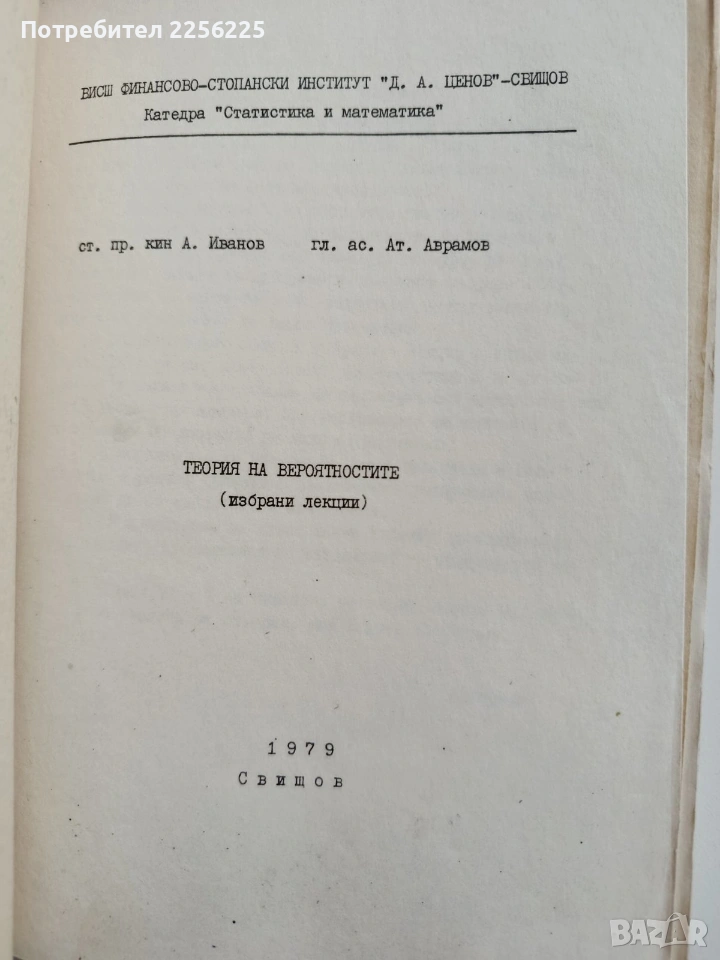 Потребител 2256225
ВИСШ ФИНАНСОВО-СТОПАНСКИ ИНСТИТУТ "Д. А. ЦЕНОВ"-СВИЩОВ
Катедра "Статистика и математика"
ст. пр. кин А. Иванов гл. ас. Ат. Аврамов
ТЕОРИЯ НА ВЕРОЯТНОСТИТЕ
(избрани лекции)
1979
Свищов
BAZAR